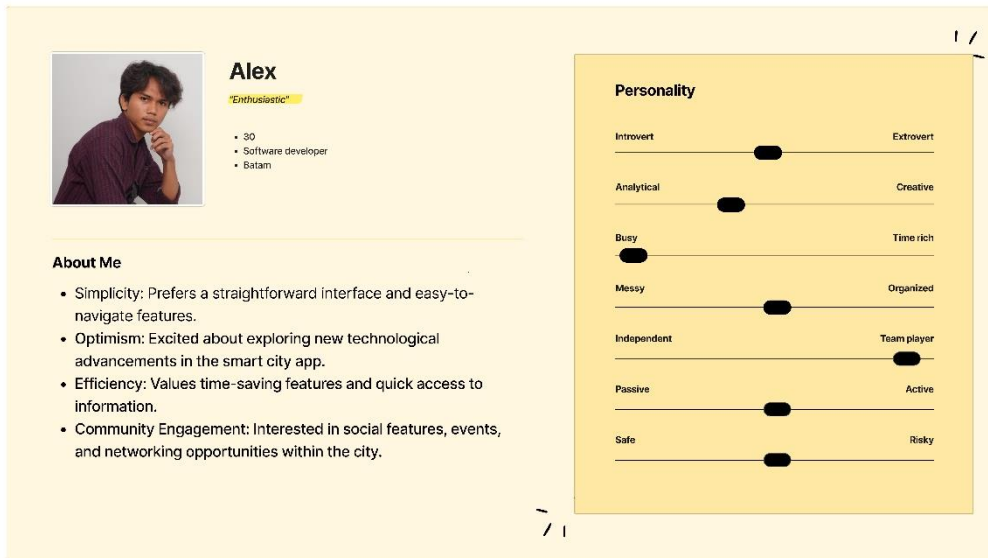 Alex
"Enthusiastic"
• 30
• Software developer
• Batam
About Me
• Simplicity: Prefers a straightforward interface and easy-to-
navigate features.
• Optimism: Excited about exploring new technological
advancements in the smart city app.
• Efficiency: Values time-saving features and quick access to
information.
• Community Engagement: Interested in social features, events,
and networking opportunities within the city.
Personality
Introvert Extrovert
Analytical Creative
Busy Time rich
Messy Organized
Independent Team player
Passive Active
Safe Risky